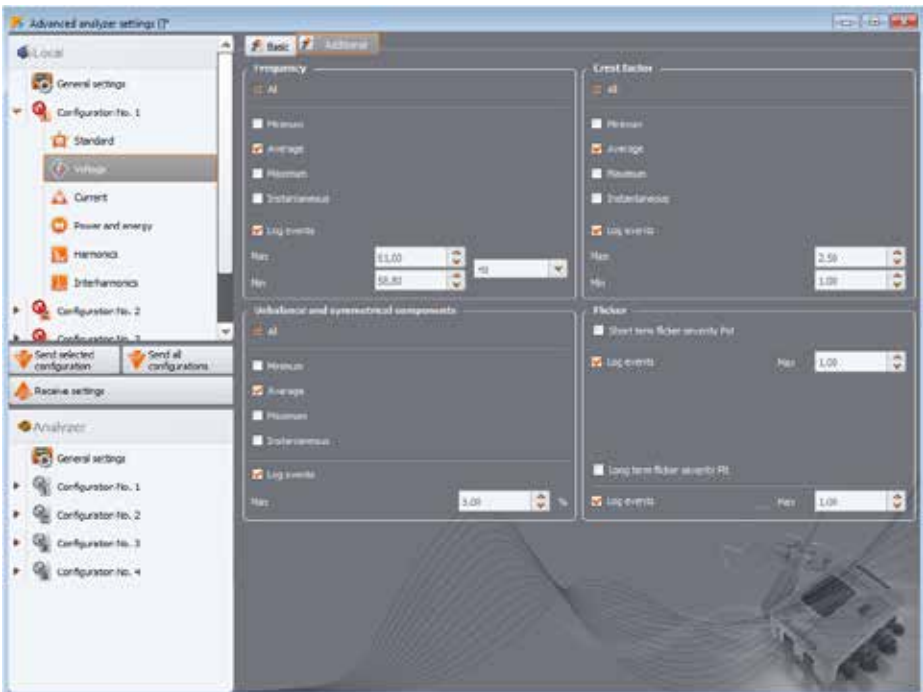 Advanced analyzer settings []*
Local
General settings
Configuration No. 1
Standard
Voltage
Current
Power and energy
Harmonics
Interharmonics
Configuration No. 2
Configuration No. 3
Send selected configuration
Send all configurations
Receive settings
Analyzer
General settings
Configuration No. 1
Configuration No. 2
Configuration No. 3
Configuration No. 4
Basic
Additional
Frequency
All
Minimum
Average
Maximum
Instantaneous
Log events
Max
Min
Crest factor
All
Minimum
Average
Maximum
Instantaneous
Log events
Max 2.50
Min 1.00
Unbalance and symmetrical components
All
Minimum
Average
Maximum
Instantaneous
Log events
Max %
Flicker
Short term flicker severity Pst
Log events Max 1.00
Long term flicker severity Plt
Log events Max 1.00